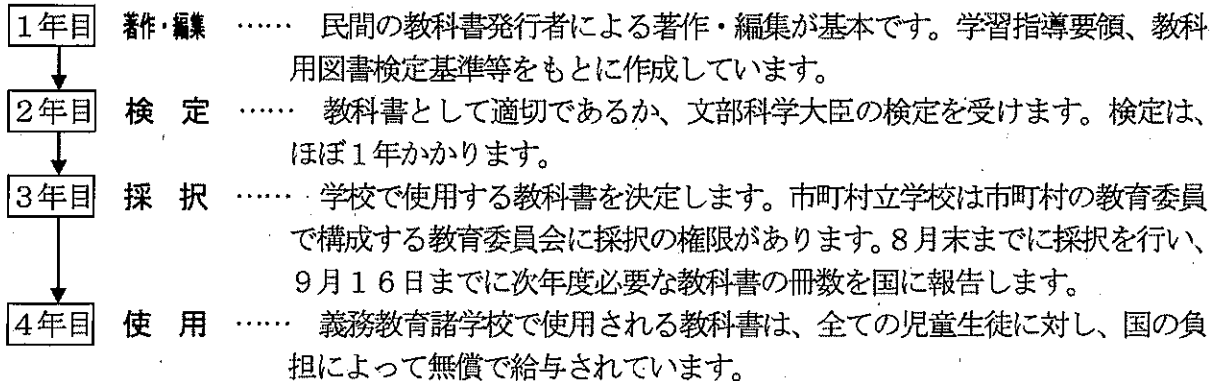 1年目 著作・編集 …… 民間の教科書発行者による著作・編集が基本です。学習指導要領、教科
用図書検定基準等をもとに作成しています。
2年目 検 定 …… 教科書として適切であるか、文部科学大臣の検定を受けます。検定は、
ほぼ1年かかります。
3年目 採 択 …… 学校で使用する教科書を決定します。市町村立学校は市町村の教育委員
で構成する教育委員会に採択の権限があります。8月末までに採択を行い、
9月16日までに次年度必要な教科書の冊数を国に報告します。
4年目 使 用 …… 義務教育諸学校で使用される教科書は、全ての児童生徒に対し、国の負
担によって無償で給与されています。